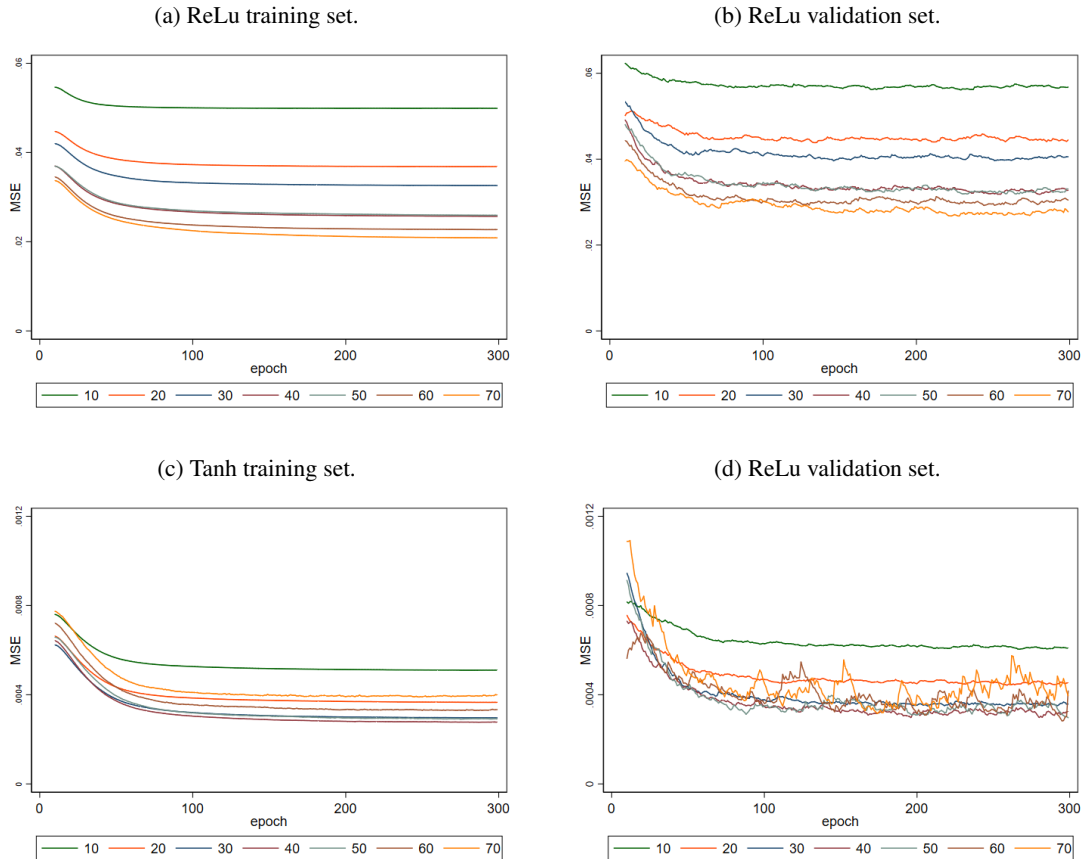 (a) ReLu training set.
(b) ReLu validation set.
MSE
0 .02 .04 .06
0 100 200 300
epoch
10 20 30 40 50 60 70
MSE
0 .02 .04 .06
0 100 200 300
epoch
10 20 30 40 50 60 70
(c) Tanh training set.
(d) ReLu validation set.
MSE
0 .0004 .0008 .0012
0 100 200 300
epoch
10 20 30 40 50 60 70
MSE
0 .0004 .0008 .0012
0 100 200 300
epoch
10 20 30 40 50 60 70